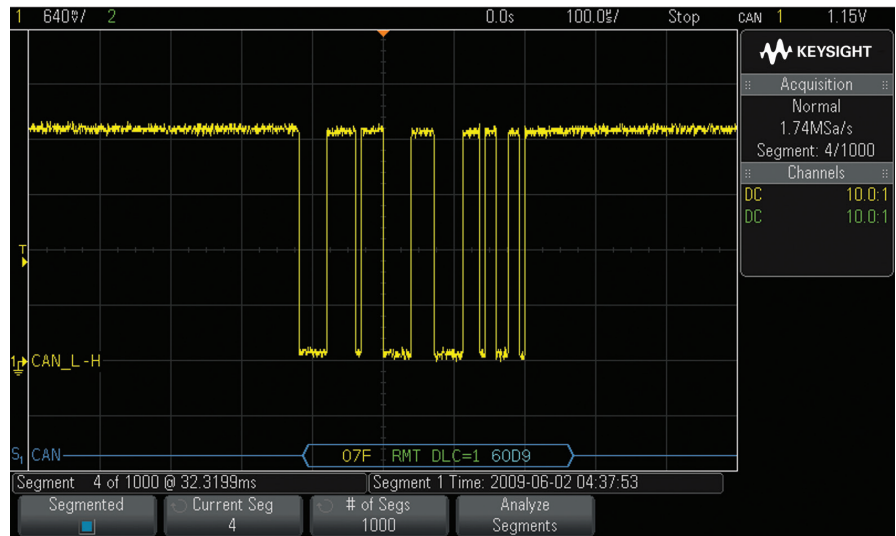 1 640♈/ 2 0.0s 100.0♉/ Stop CAN 1 1.15V
KEYSIGHT
Acquisition
Normal
1.74MSa/s
Segment: 4/1000
Channels
DC 10.0:1
DC 10.0:1
T
1 CAN_L-H
S1 CAN 07F RMT DLC=1 60D9
Segment 4 of 1000 @ 32.3199ms Segment 1 Time: 2009-06-02 04:37:53
Segmented Current Seg # of Segs Analyze
4 1000 Segments